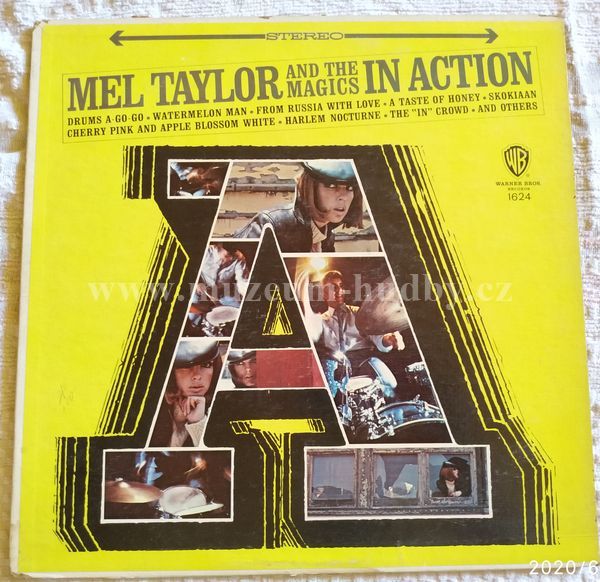 STEREO
MEL TAYLOR AND THE MAGICS IN ACTION
DRUMS A-GO-GO • WATERMELON MAN • FROM RUSSIA WITH LOVE • A TASTE OF HONEY • SKOKIAAN
CHERRY PINK AND APPLE BLOSSOM WHITE • HARLEM NOCTURNE • THE "IN" CROWD • AND OTHERS
WB
WARNER BROS.
RECORDS
1624
A
www.muzeum-hudby.cz
2020/6